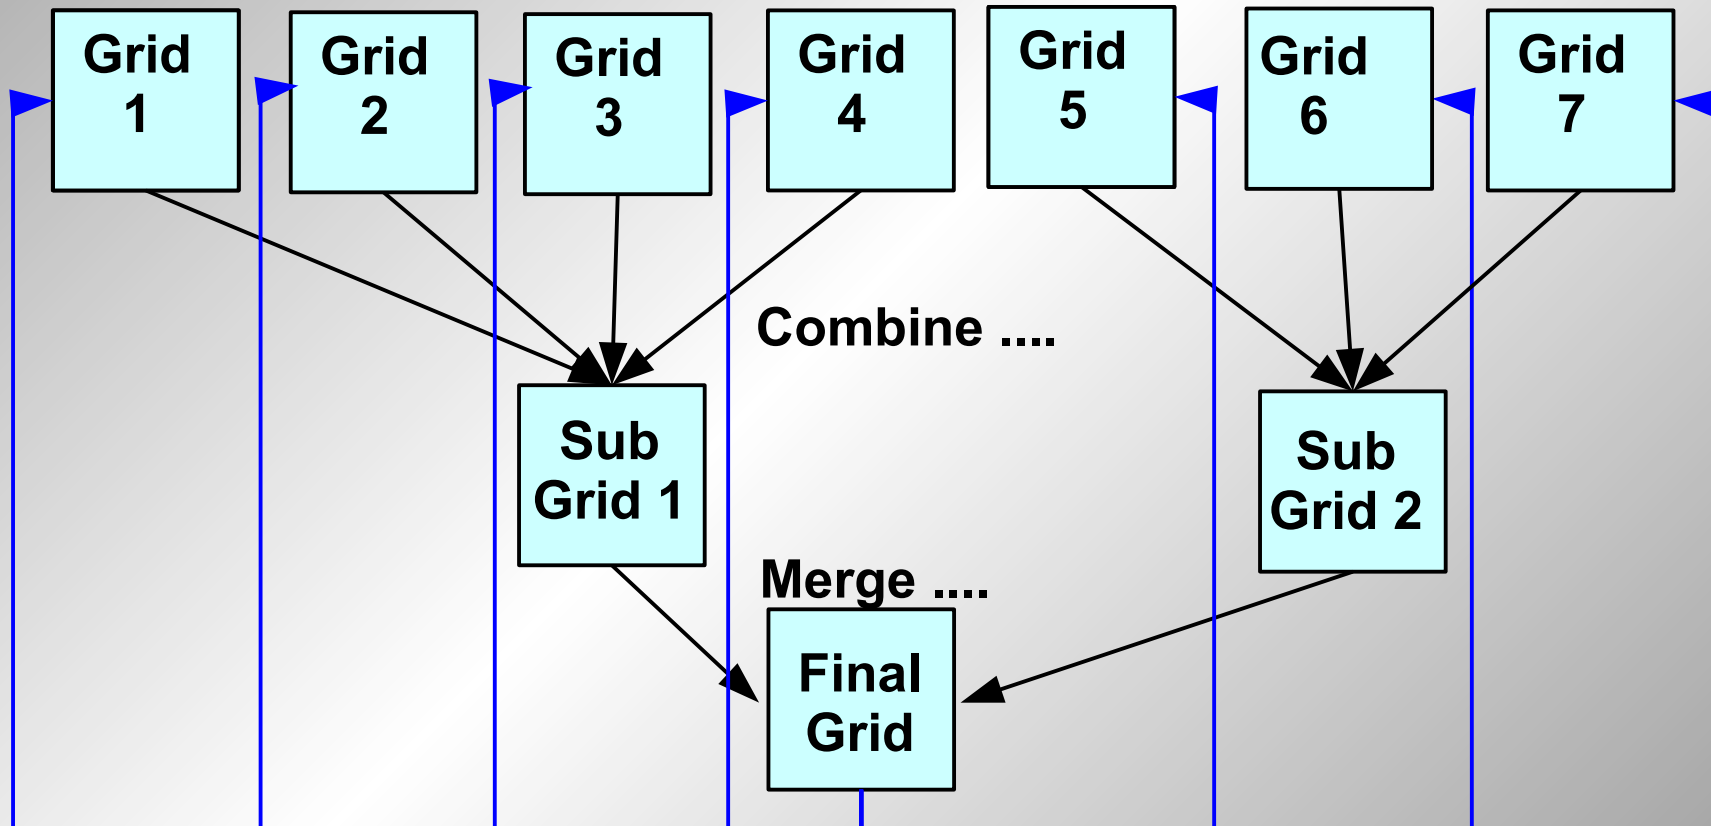 Grid
1
Grid
2
Grid
3
Grid
4
Grid
5
Grid
6
Grid
7
Combine ....
Sub
Grid 1
Sub
Grid 2
Merge ....
Final
Grid